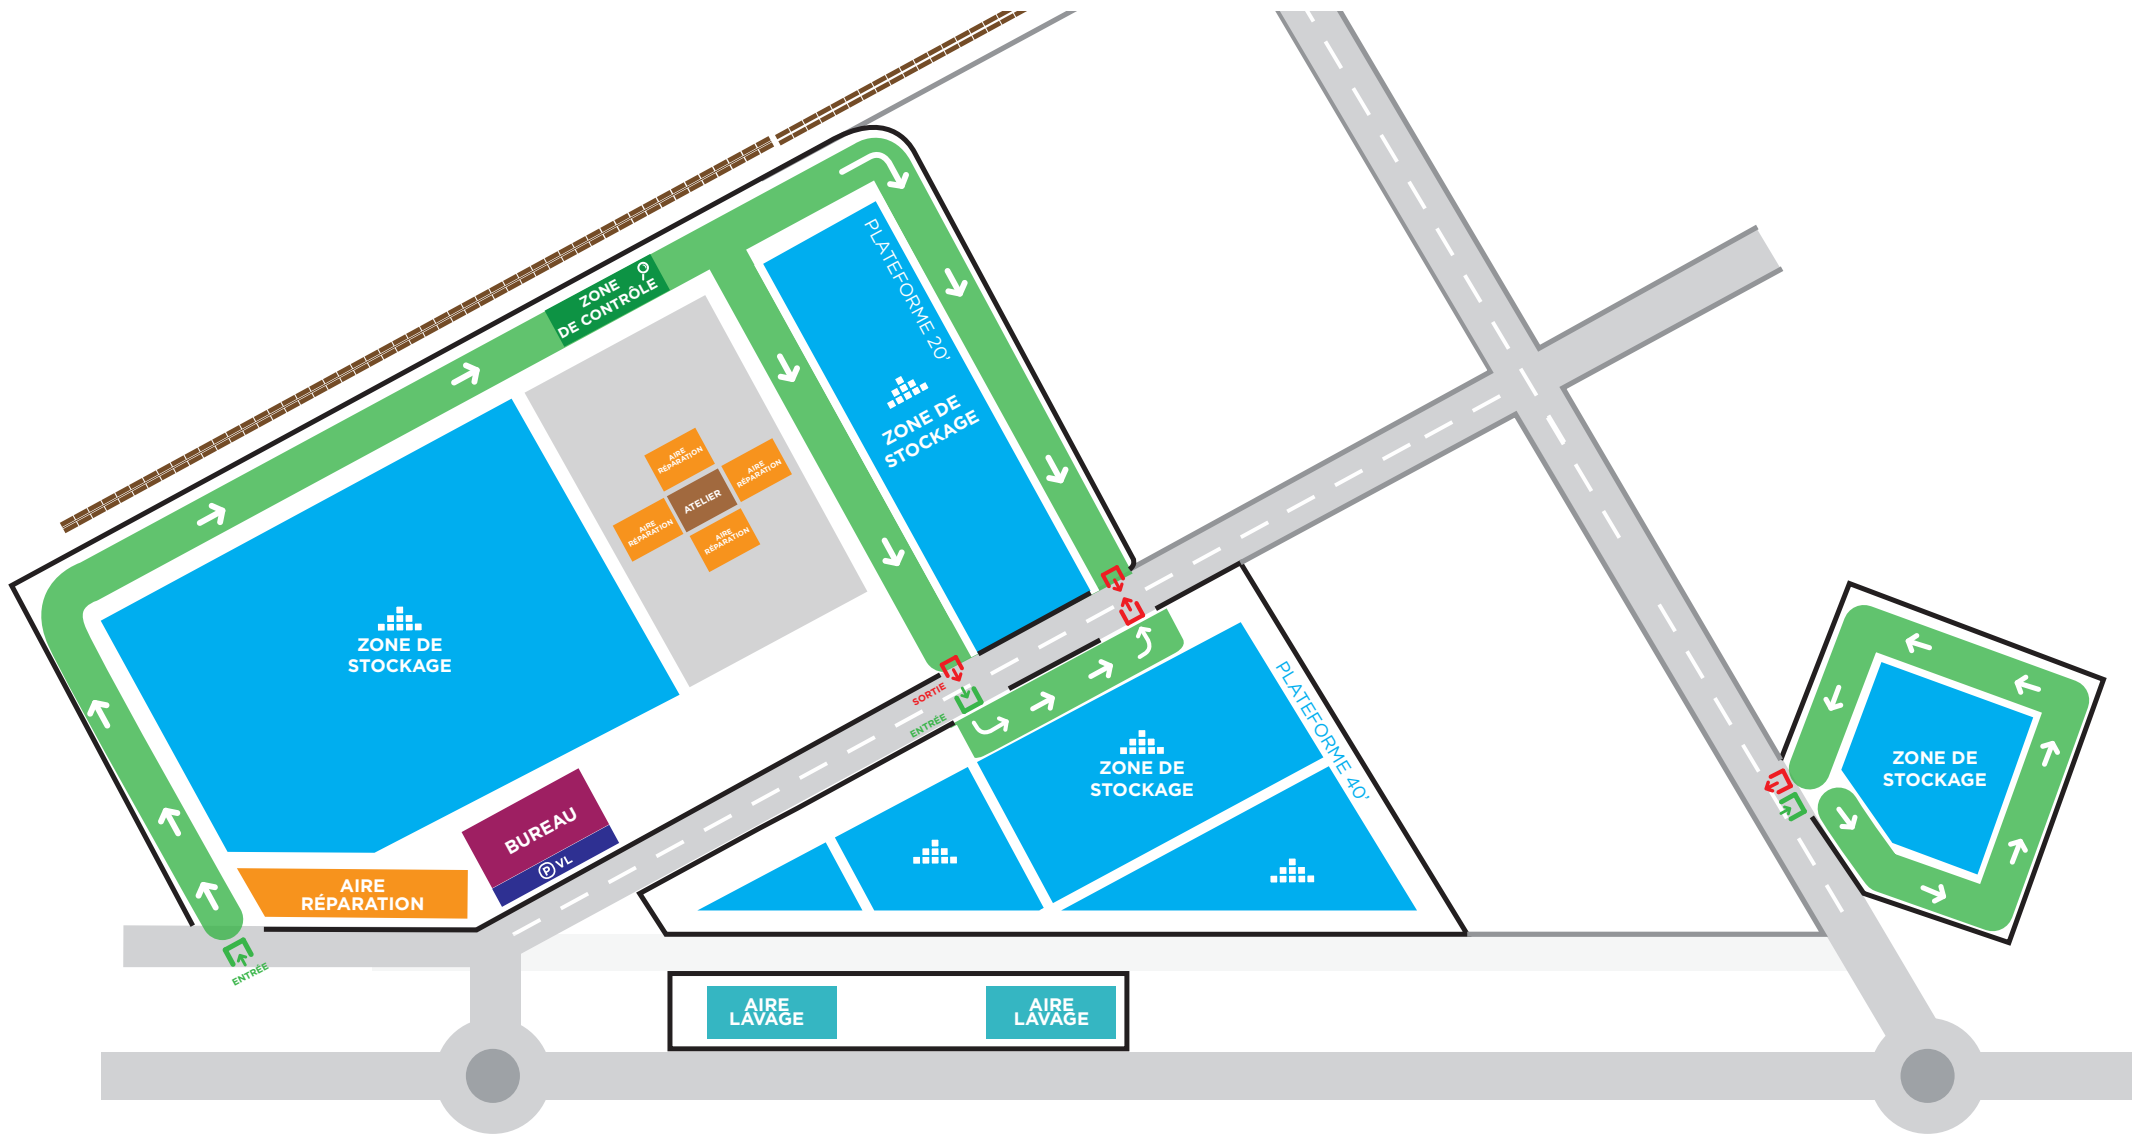 ZONE
DE CONTRÔLE
PLATEFORME 20'
ZONE DE
STOCKAGE
AIRE
RÉPARATION
AIRE
RÉPARATION
ATELIER
AIRE
RÉPARATION
AIRE
RÉPARATION
ZONE DE
STOCKAGE
SORTIE
ENTRÉE
PLATEFORME 40'
ZONE DE
STOCKAGE
ZONE DE
STOCKAGE
BUREAU
P VL
AIRE
RÉPARATION
ENTRÉE
AIRE
LAVAGE
AIRE
LAVAGE